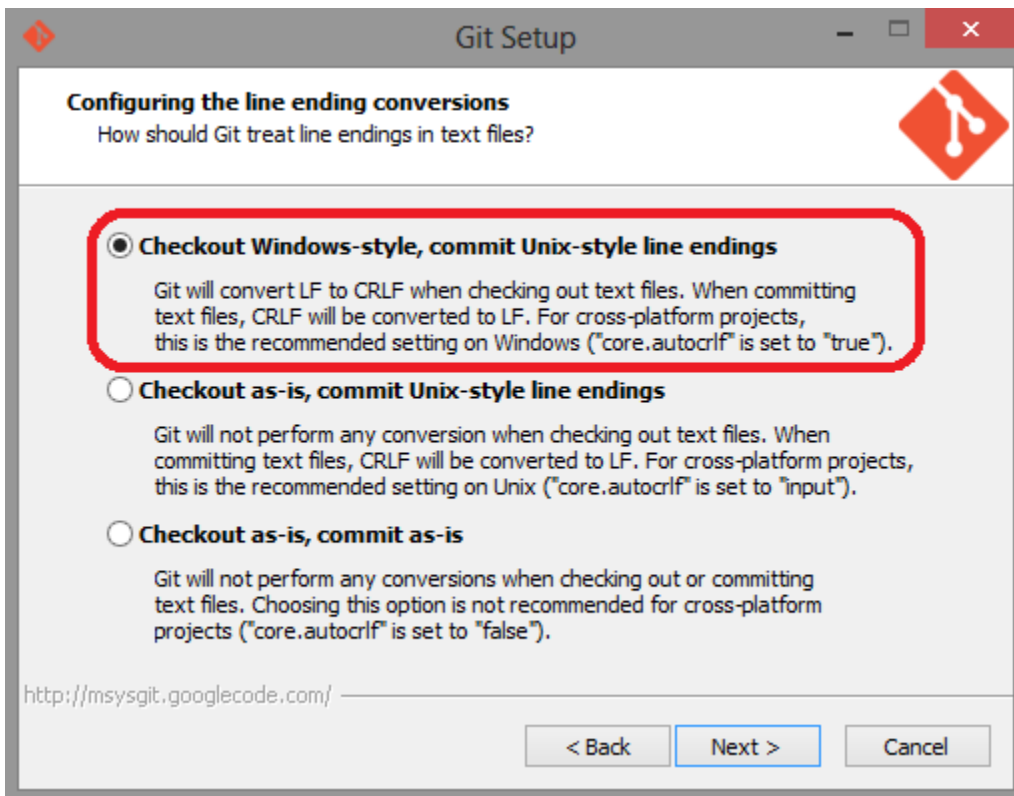 Git Setup
Configuring the line ending conversions
How should Git treat line endings in text files?
Checkout Windows-style, commit Unix-style line endings
Git will convert LF to CRLF when checking out text files. When committing
text files, CRLF will be converted to LF. For cross-platform projects,
this is the recommended setting on Windows ("core.autocrlf" is set to "true").
Checkout as-is, commit Unix-style line endings
Git will not perform any conversion when checking out text files. When
committing text files, CRLF will be converted to LF. For cross-platform projects,
this is the recommended setting on Unix ("core.autocrlf" is set to "input").
Checkout as-is, commit as-is
Git will not perform any conversions when checking out or committing
text files. Choosing this option is not recommended for cross-platform
projects ("core.autocrlf" is set to "false").
http://msysgit.googlecode.com/
< Back
Next >
Cancel